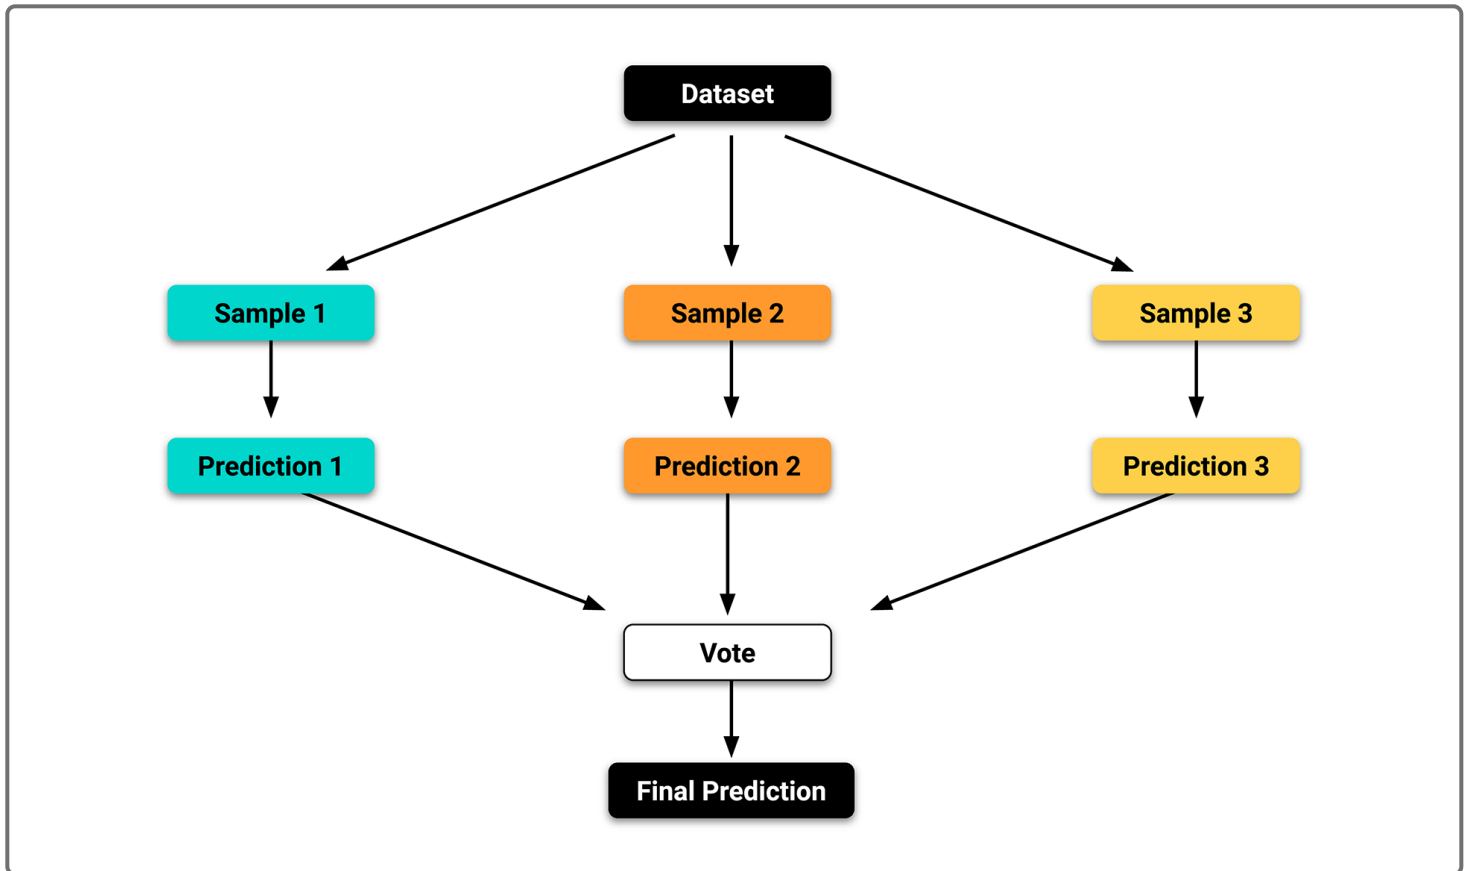 Dataset
Sample 1
Sample 2
Sample 3
Prediction 1
Prediction 2
Prediction 3
Vote
Final Prediction